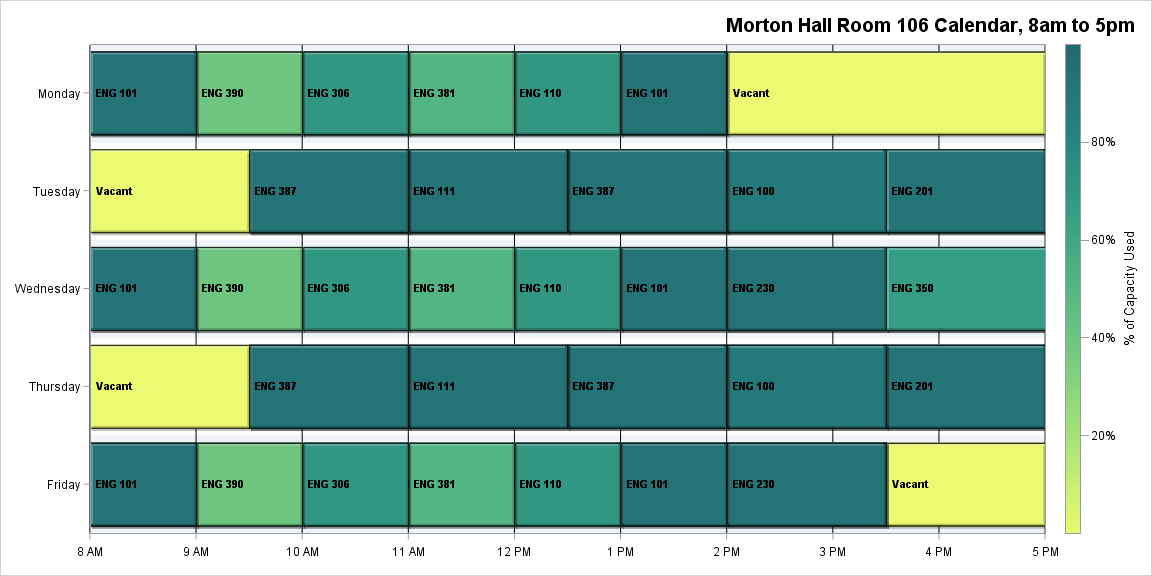 Morton Hall Room 106 Calendar, 8am to 5pm
Monday
ENG 101
ENG 390
ENG 306
ENG 381
ENG 110
ENG 101
Vacant
Tuesday
Vacant
ENG 387
ENG 111
ENG 387
ENG 100
ENG 201
Wednesday
ENG 101
ENG 390
ENG 306
ENG 381
ENG 110
ENG 101
ENG 230
ENG 350
Thursday
Vacant
ENG 387
ENG 111
ENG 387
ENG 100
ENG 201
Friday
ENG 101
ENG 390
ENG 306
ENG 381
ENG 110
ENG 101
ENG 230
Vacant
8 AM
9 AM
10 AM
11 AM
12 PM
1 PM
2 PM
3 PM
4 PM
5 PM
80%
60%
40%
20%
% of Capacity Used